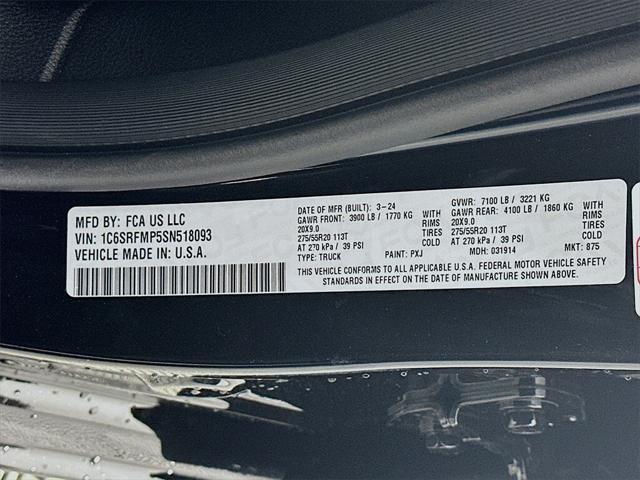 MFD BY: FCA US LLC
VIN: 1C6SRFMP5SN518093
VEHICLE MADE IN: U.S.A.
DATE OF MFR (BUILT): 3-24
GAWR FRONT: 3900 LB / 1770 KG WITH
20X9.0 RIMS
275/55R20 113T TIRES
AT 270 kPa / 39 PSI AT
TYPE: TRUCK PAINT: PXJ
GVWR: 7100 LB / 3221 KG
GAWR REAR: 4100 LB / 1860 KG WITH
20X9.0 RIMS
275/55R20 113T TIRES
AT 270 kPa / 39 PSI AT
MDH: 031914 MKT: 875
THIS VEHICLE CONFORMS TO ALL APPLICABLE U.S.A. FEDERAL MOTOR VEHICLE SAFETY
STANDARDS IN EFFECT ON THE DATE OF MANUFACTURE SHOWN ABOVE.